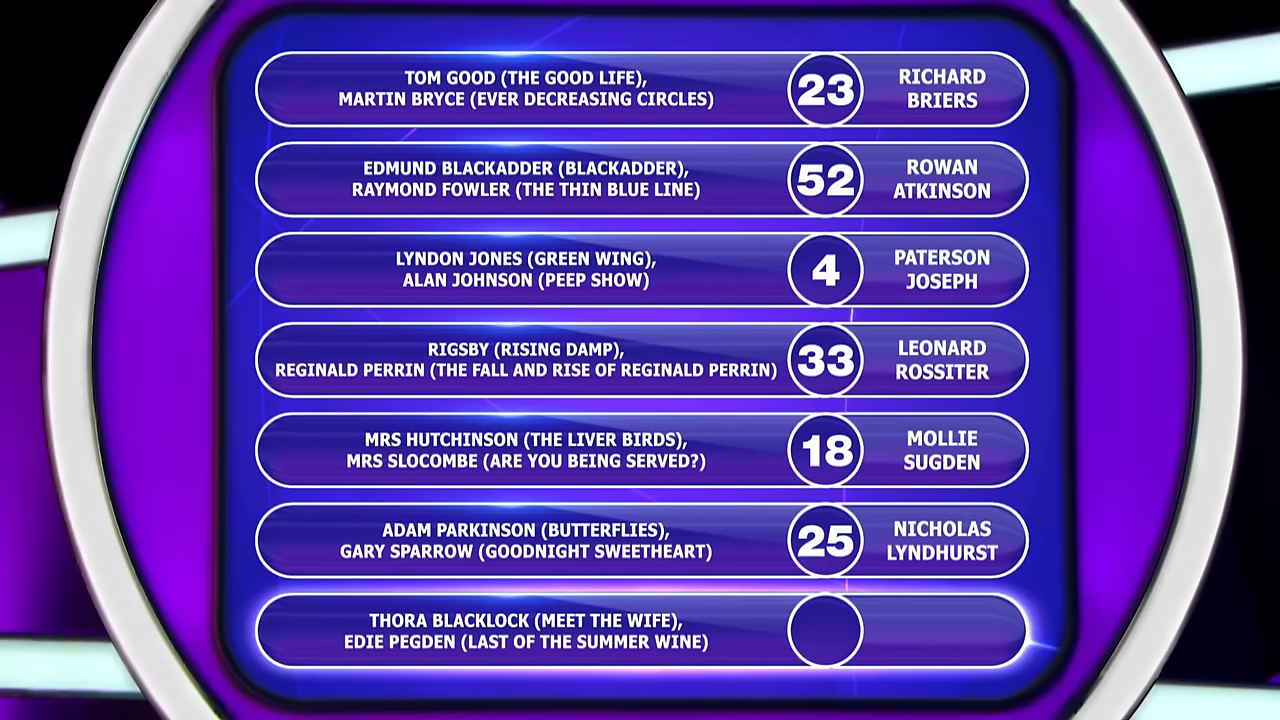 TOM GOOD (THE GOOD LIFE),
MARTIN BRYCE (EVER DECREASING CIRCLES)
23
RICHARD
BRIERS
EDMUND BLACKADDER (BLACKADDER),
RAYMOND FOWLER (THE THIN BLUE LINE)
52
ROWAN
ATKINSON
LYNDON JONES (GREEN WING),
ALAN JOHNSON (PEEP SHOW)
4
PATERSON
JOSEPH
RIGSBY (RISING DAMP),
REGINALD PERRIN (THE FALL AND RISE OF REGINALD PERRIN)
33
LEONARD
ROSSITER
MRS HUTCHINSON (THE LIVER BIRDS),
MRS SLOCOMBE (ARE YOU BEING SERVED?)
18
MOLLIE
SUGDEN
ADAM PARKINSON (BUTTERFLIES),
GARY SPARROW (GOODNIGHT SWEETHEART)
25
NICHOLAS
LYNDHURST
THORA BLACKLOCK (MEET THE WIFE),
EDIE PEGDEN (LAST OF THE SUMMER WINE)